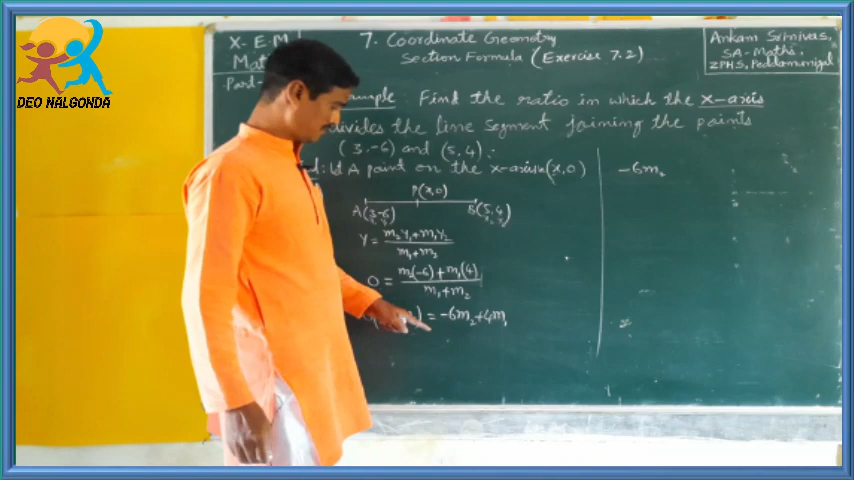 DEO NALGONDA
X- E.M
Mat
Part-
7. Coordinate Geometry
Section Formula (Exercise 7.2)
Ankam Srinivas,
SA-Maths,
ZPHS, Peddamunigal
ample: Find the ratio in which the x-axis
divides the line segment joining the points
(3,-6) and (5,4).
: let A point on the x-axis (x,0)
P(x,0)
A(3,-6) B(5,4)
Y = m₂Y₁+m₁Y₂
m₁+m₂
0 = m₂(-6)+m₁(4)
m₁+m₂
) = -6m₂+4m₁
-6m₂